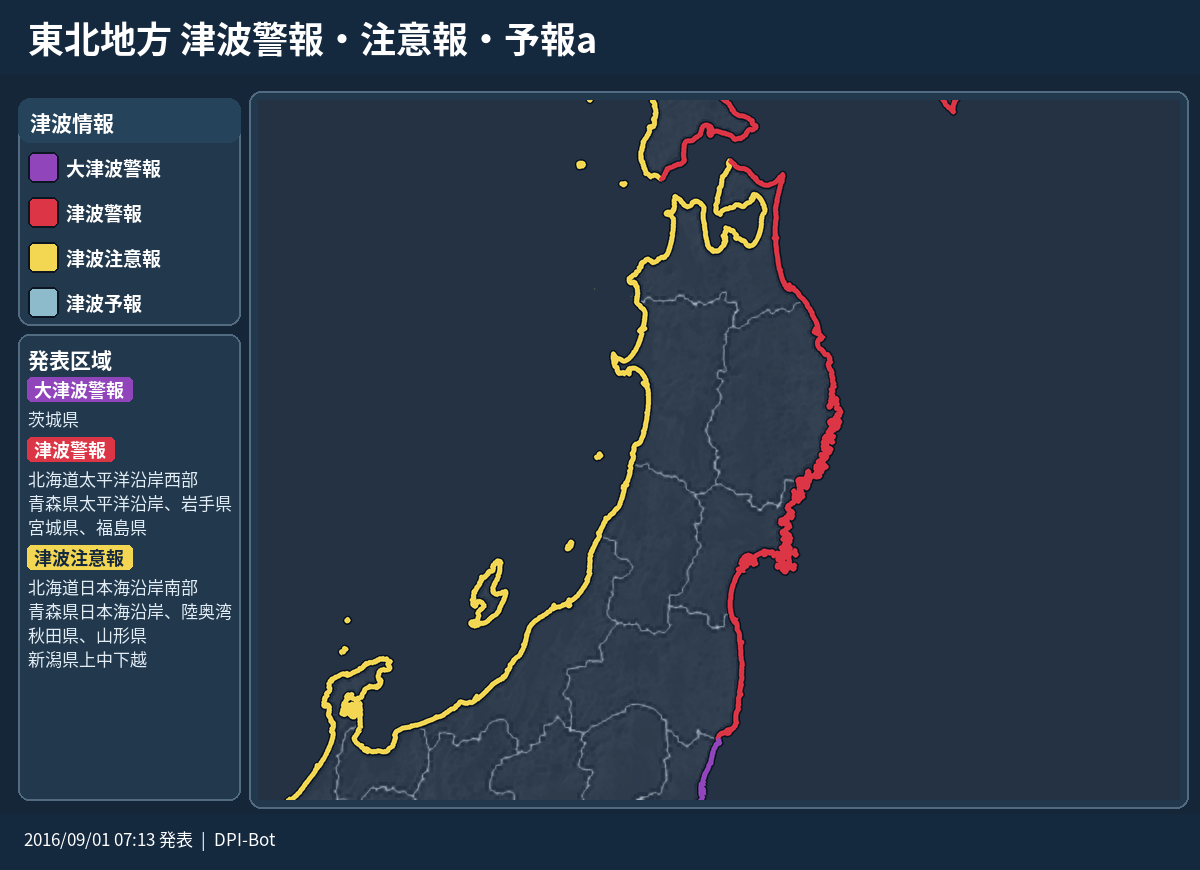 東北地方 津波警報・注意報・予報a
津波情報
大津波警報
津波警報
津波注意報
津波予報
発表区域
大津波警報
茨城県
津波警報
北海道太平洋沿岸西部
青森県太平洋沿岸、岩手県
宮城県、福島県
津波注意報
北海道日本海沿岸南部
青森県日本海沿岸、陸奥湾
秋田県、山形県
新潟県上中下越
2016/09/01 07:13 発表 | DPI-Bot